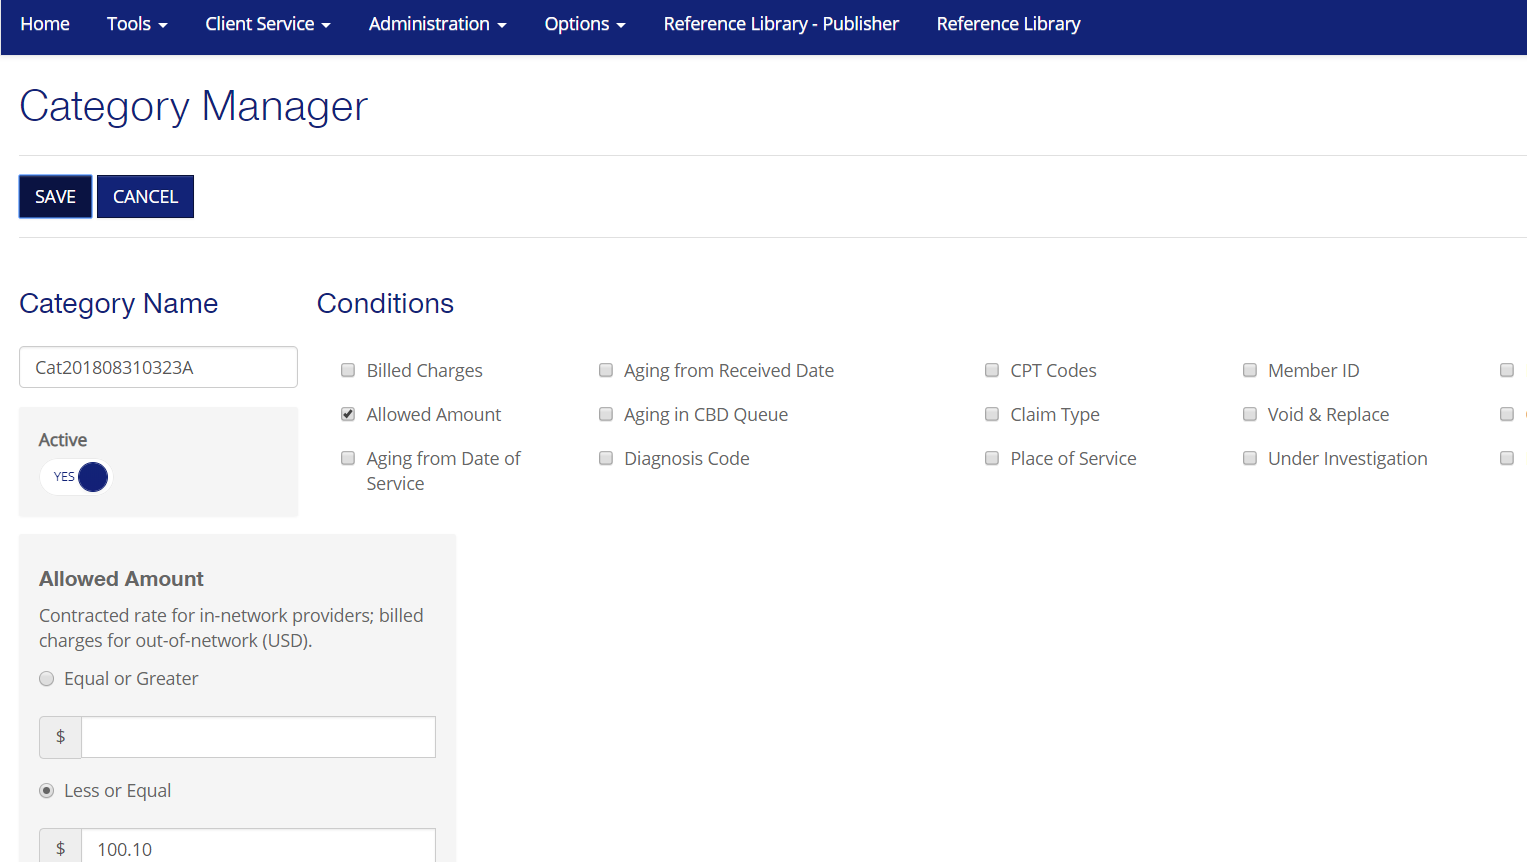 Home Tools Client Service Administration Options Reference Library - Publisher Reference Library
Category Manager
SAVE CANCEL
Category Name Conditions
Cat201808310323A
Billed Charges Aging from Received Date CPT Codes Member ID
Allowed Amount Aging in CBD Queue Claim Type Void & Replace
Aging from Date of Diagnosis Code Place of Service Under Investigation
Service
Active
YES
Allowed Amount
Contracted rate for in-network providers; billed
charges for out-of-network (USD).
Equal or Greater
$
Less or Equal
$ 100.10